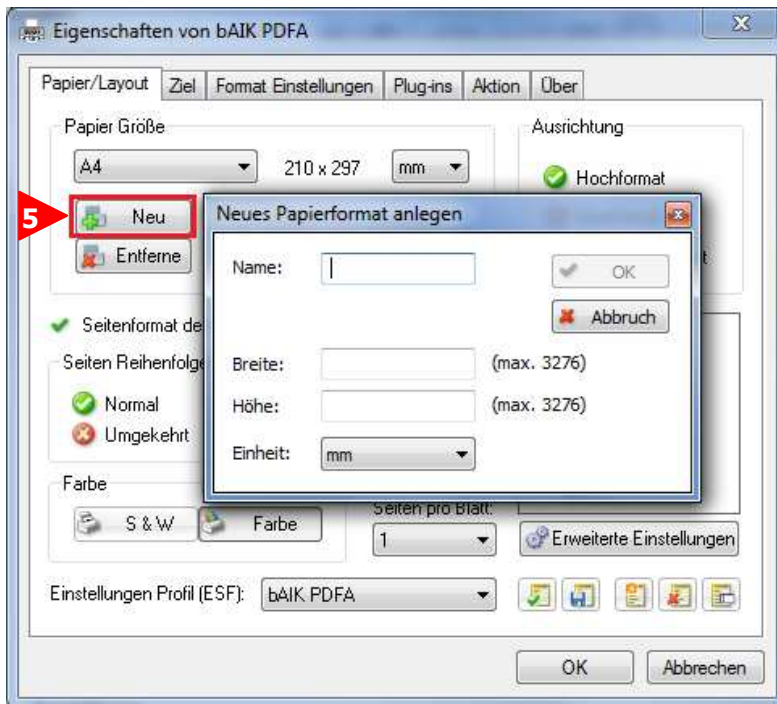 Eigenschaften von bAIK PDFA
Papier/Layout Ziel Format Einstellungen Plug-ins Aktion Über
Papier Größe
Ausrichtung
A4 210 x 297 mm
Hochformat
5 Neu
Entferne
Neues Papierformat anlegen
Name: OK
Abbruch
Breite: (max. 3276)
Höhe: (max. 3276)
Einheit: mm
Seitenformat de
Seiten Reihenfolge
Normal
Umgekehrt
Farbe
S & W Farbe
Seiten pro Blatt:
1
Erweiterte Einstellungen
Einstellungen Profil (ESF): bAIK PDFA
OK Abbrechen